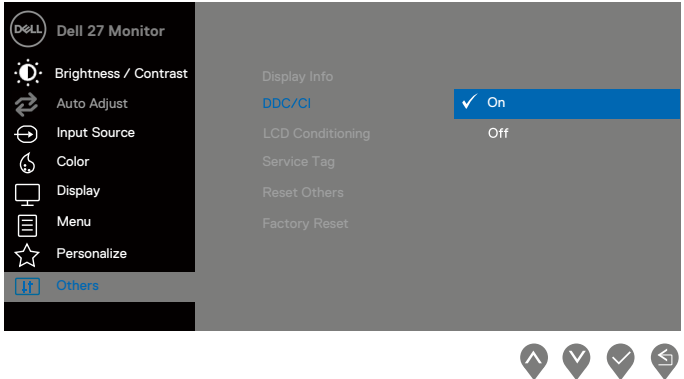 DELL
Dell 27 Monitor
Brightness / Contrast
Auto Adjust
Input Source
Color
Display
Menu
Personalize
Others
Display Info
DDC/CI
LCD Conditioning
Service Tag
Reset Others
Factory Reset
On
Off